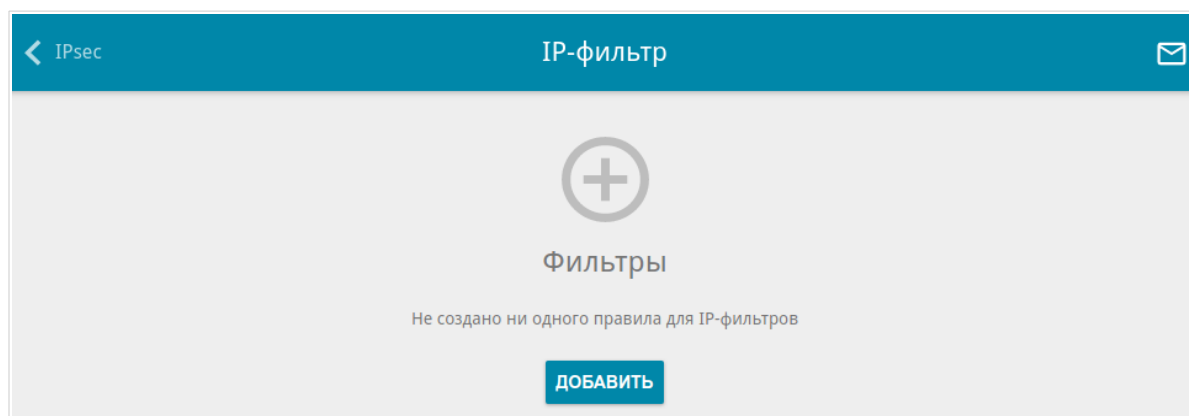 IPsec
IP-фильтр
Фильтры
Не создано ни одного правила для IP-фильтров
ДОБАВИТЬ